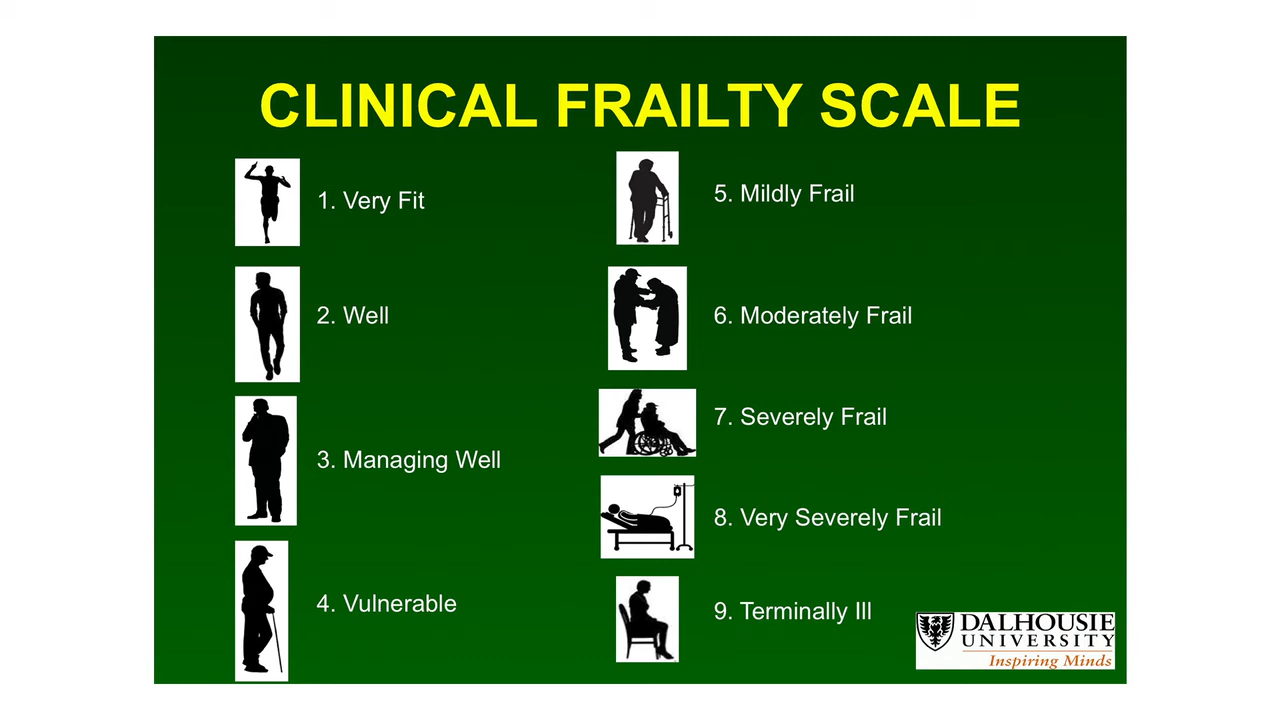 CLINICAL FRAILTY SCALE
1. Very Fit
2. Well
3. Managing Well
4. Vulnerable
5. Mildly Frail
6. Moderately Frail
7. Severely Frail
8. Very Severely Frail
9. Terminally Ill
DALHOUSIE
UNIVERSITY
Inspiring Minds